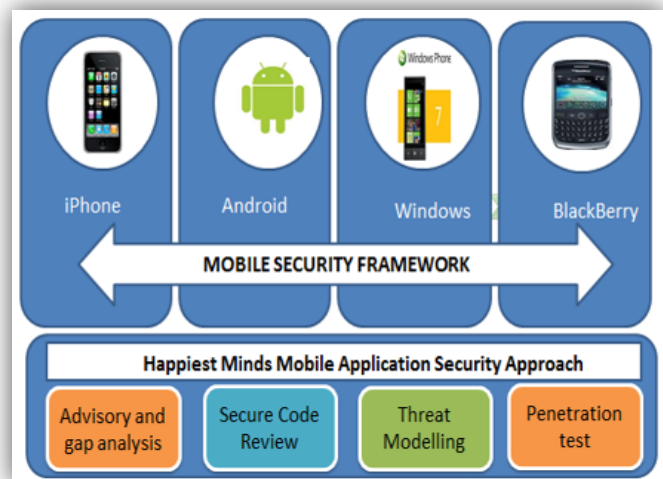 Windows Phone
7
iPhone
Android
Windows
BlackBerry
MOBILE SECURITY FRAMEWORK
Happiest Minds Mobile Application Security Approach
Advisory and
gap analysis
Secure Code
Review
Threat
Modelling
Penetration
test